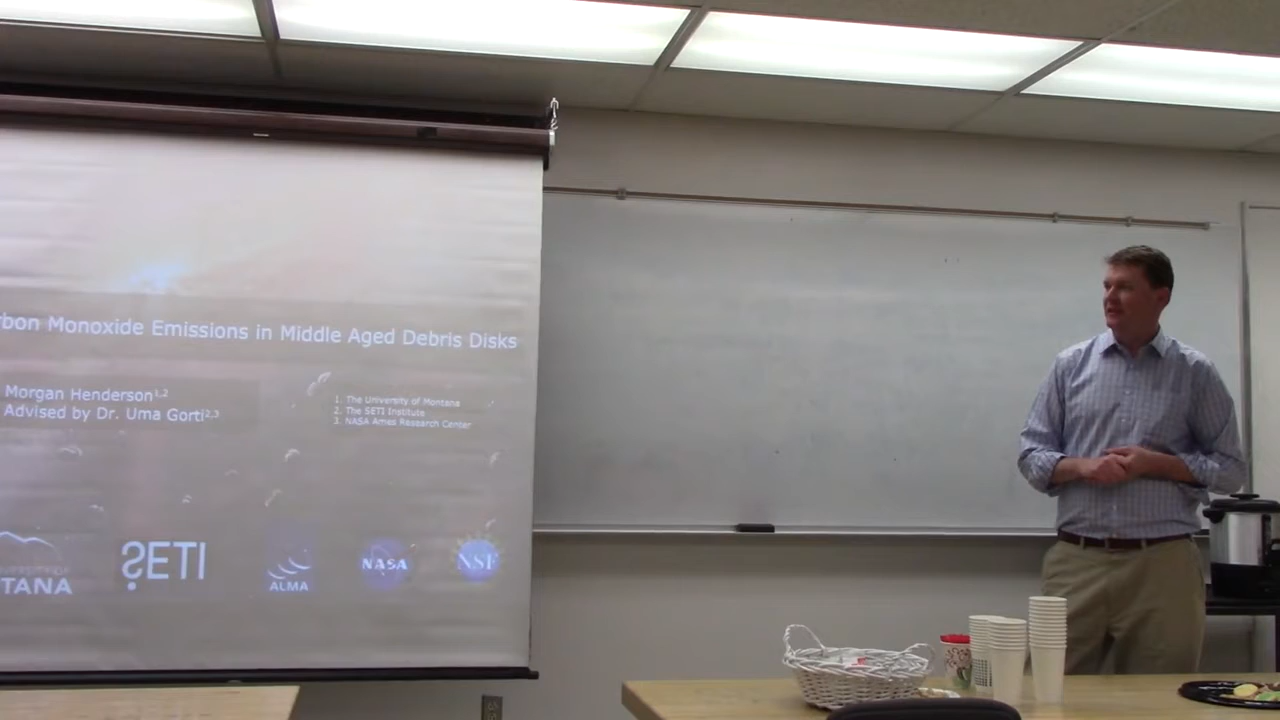 rbon Monoxide Emissions in Middle Aged Debris Disks
Morgan Henderson¹,²
Advised by Dr. Uma Gorti²,³
1. The University of Montana
2. The SETI Institute
3. NASA Ames Research Center
TANA
SETI
ALMA
NASA
NSF